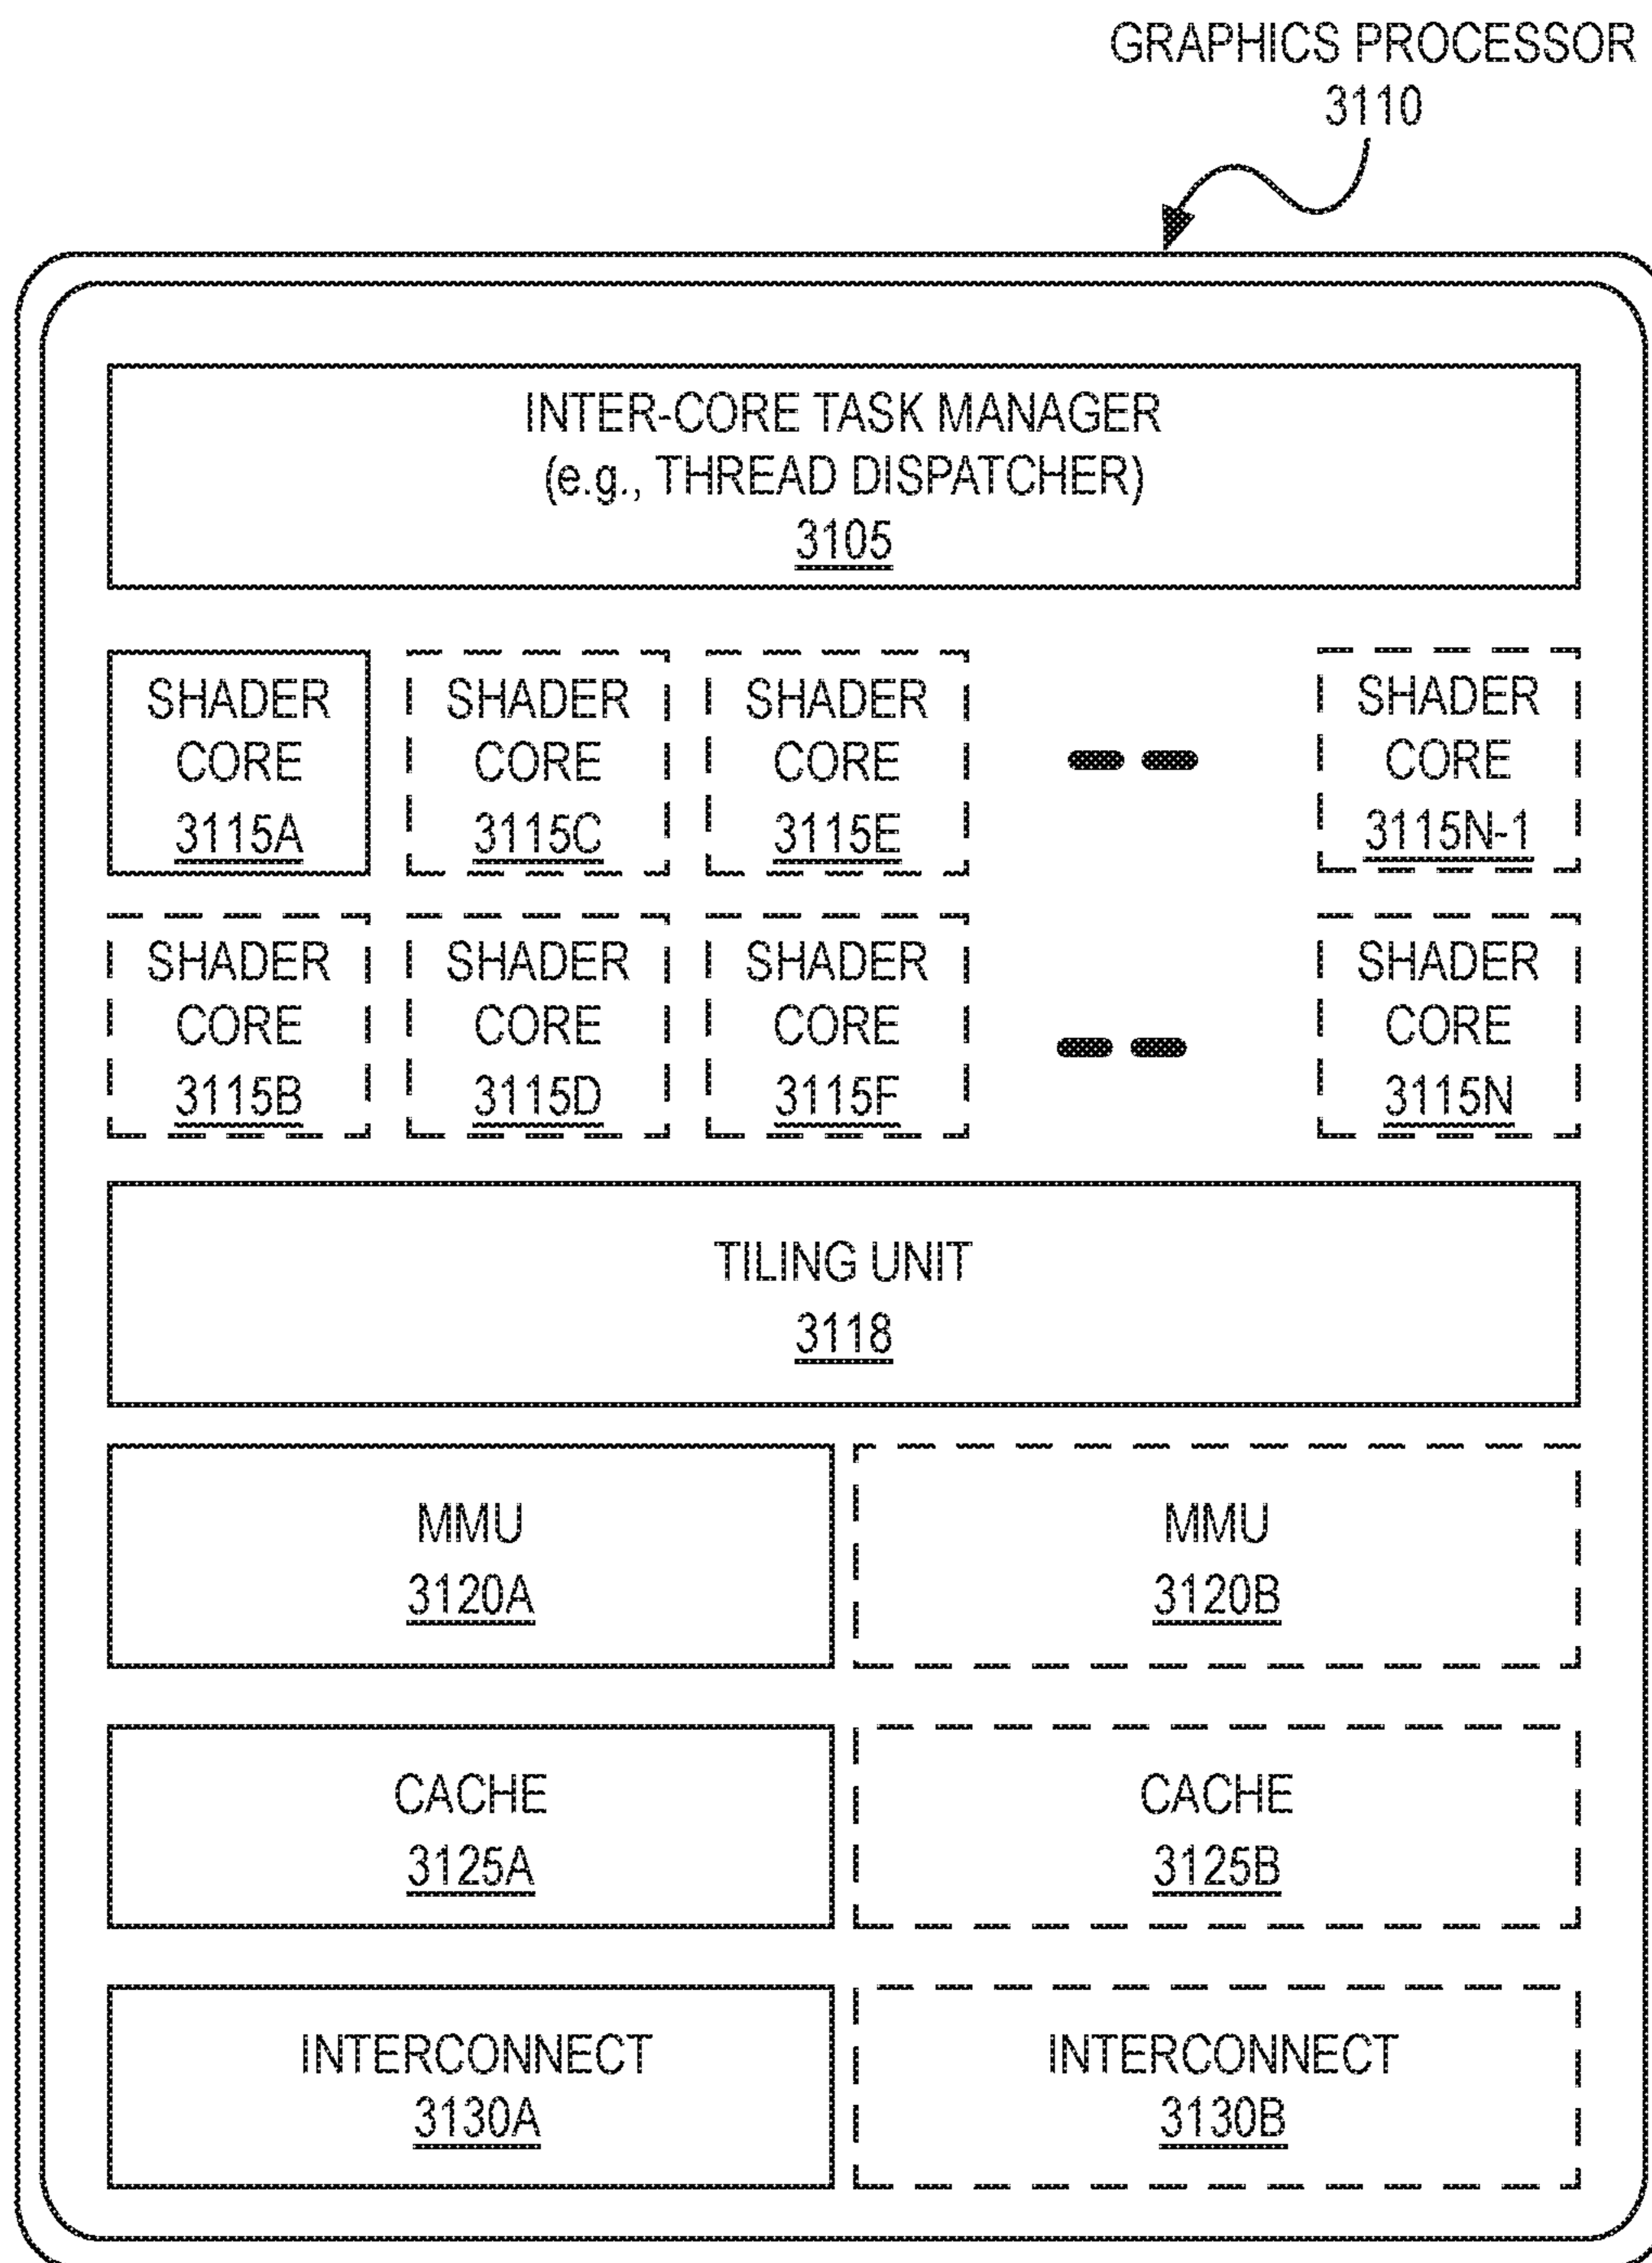 GRAPHICS PROCESSOR
3110
INTER-CORE TASK MANAGER
(e.g., THREAD DISPATCHER)
3105
SHADER
CORE
3115A
SHADER
CORE
3115C
SHADER
CORE
3115E
SHADER
CORE
3115N-1
SHADER
CORE
3115B
SHADER
CORE
3115D
SHADER
CORE
3115F
SHADER
CORE
3115N
TILING UNIT
3118
MMU
3120A
MMU
3120B
CACHE
3125A
CACHE
3125B
INTERCONNECT
3130A
INTERCONNECT
3130B